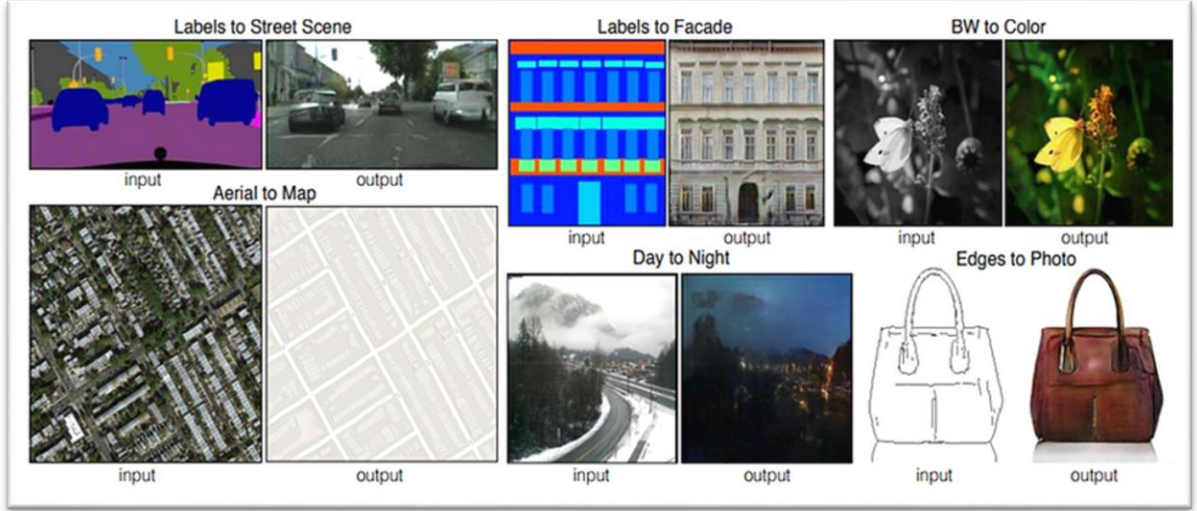 Labels to Street Scene
input
output
Aerial to Map
input
output
Labels to Facade
input
output
BW to Color
input
output
Day to Night
input
output
Edges to Photo
input
output